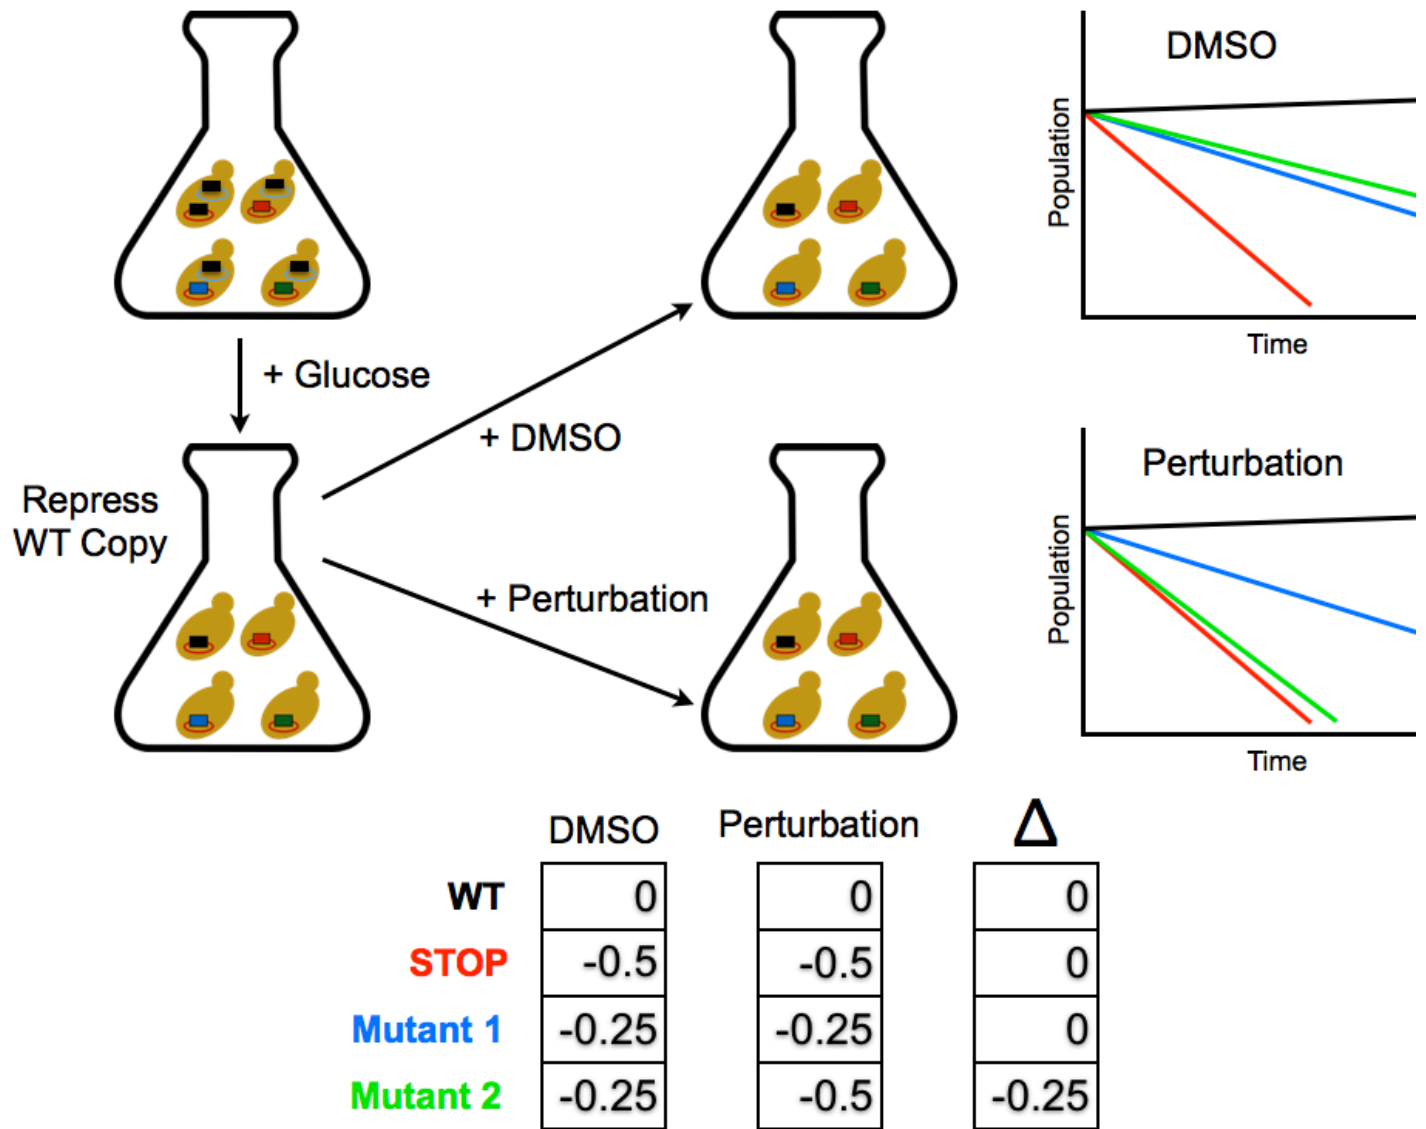 DMSO
Population
Time
+ Glucose
+ DMSO
Repress
WT Copy
+ Perturbation
Perturbation
Population
Time
DMSO Perturbation Δ
WT 0 0 0
STOP -0.5 -0.5 0
Mutant 1 -0.25 -0.25 0
Mutant 2 -0.25 -0.5 -0.25